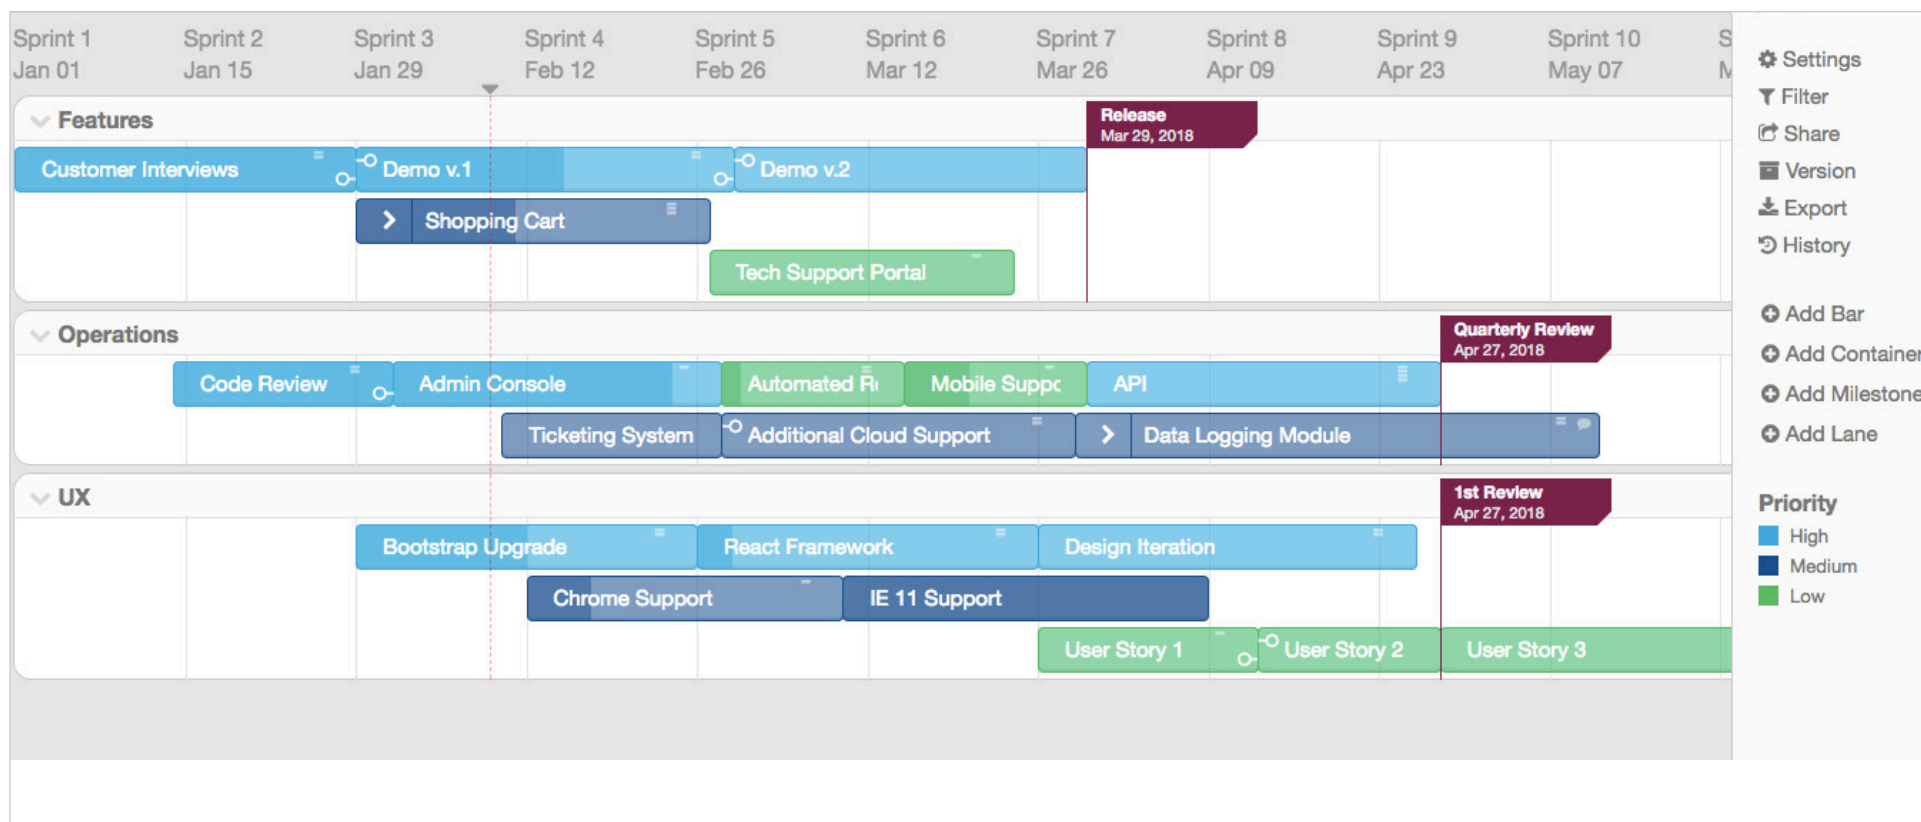 Sprint 1
Jan 01
Sprint 2
Jan 15
Sprint 3
Jan 29
Sprint 4
Feb 12
Sprint 5
Feb 26
Sprint 6
Mar 12
Sprint 7
Mar 26
Sprint 8
Apr 09
Sprint 9
Apr 23
Sprint 10
May 07
Features
Release
Mar 29, 2018
Customer Interviews
Demo v.1
Demo v.2
Shopping Cart
Tech Support Portal
Operations
Quarterly Review
Apr 27, 2018
Code Review
Admin Console
Automated
Mobile
API
Ticketing System
Additional Cloud Support
Data Logging Module
UX
1st Review
Apr 27, 2018
Bootstrap Upgrade
React Framework
Design Iteration
Chrome Support
IE 11 Support
User Story 1
User Story 2
User Story 3
Settings
Filter
Share
Version
Export
History
Add Bar
Add Container
Add Milestone
Add Lane
Priority
High
Medium
Low